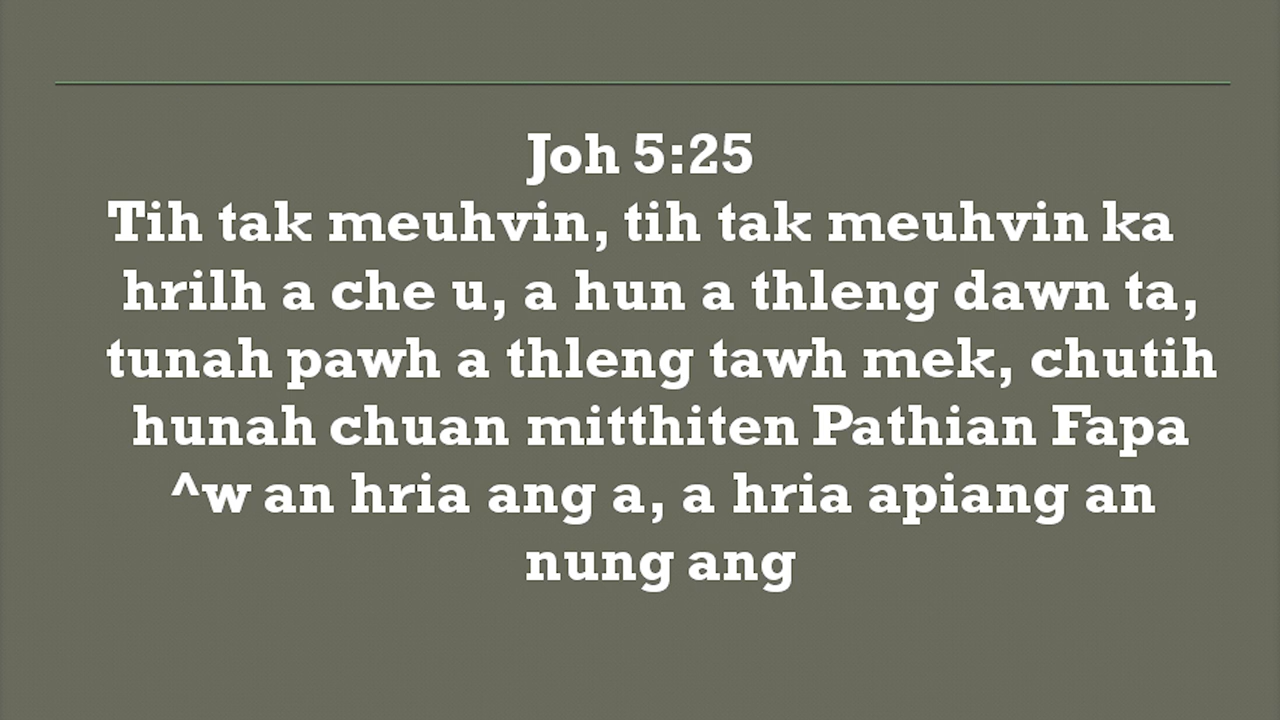 Joh 5:25
Tih tak meuhvin, tih tak meuhvin ka
hrilh a che u, a hun a thleng dawn ta,
tunah pawh a thleng tawh mek, chutih
hunah chuan mitthiten Pathian Fapa
^w an hria ang a, a hria apiang an
nung ang